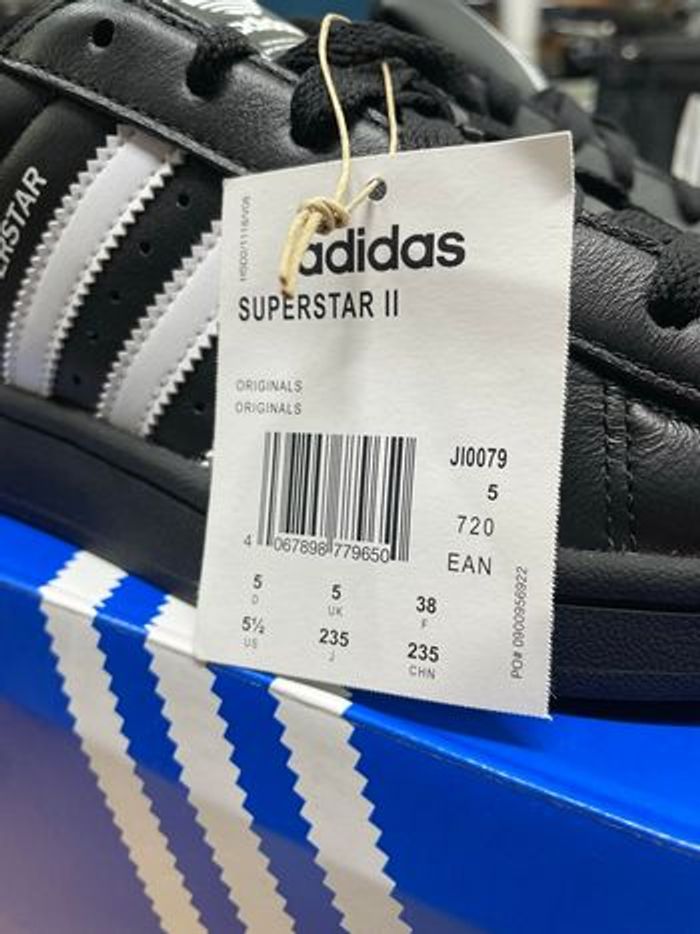 ERSTAR
adidas
SUPERSTAR II
ORIGINALS
ORIGINALS
JI0079
5
720
EAN
4 067898 779650
5 5 38
D UK F
5½ 235 235
US J CHN
PO# 0900956922